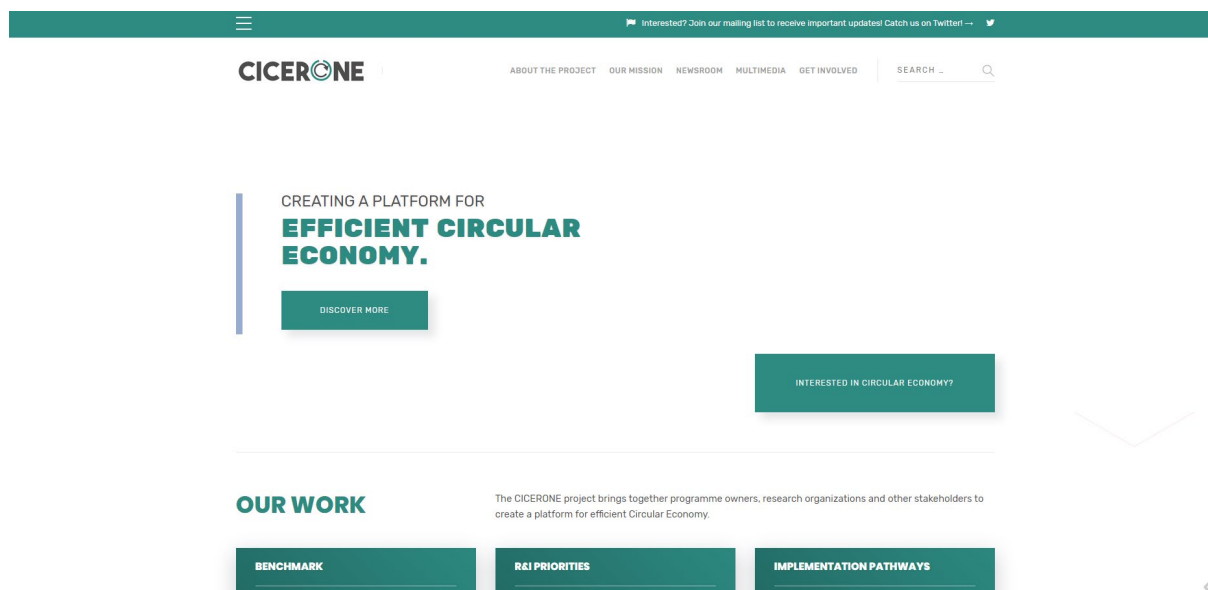 Interested? Join our mailing list to receive important updates! Catch us on Twitter! →
CICERONE
ABOUT THE PROJECT OUR MISSION NEWSROOM MULTIMEDIA GET INVOLVED SEARCH ...
CREATING A PLATFORM FOR
EFFICIENT CIRCULAR
ECONOMY.
DISCOVER MORE
INTERESTED IN CIRCULAR ECONOMY?
OUR WORK
The CICERONE project brings together programme owners, research organizations and other stakeholders to
create a platform for efficient Circular Economy.
BENCHMARK
R&I PRIORITIES
IMPLEMENTATION PATHWAYS